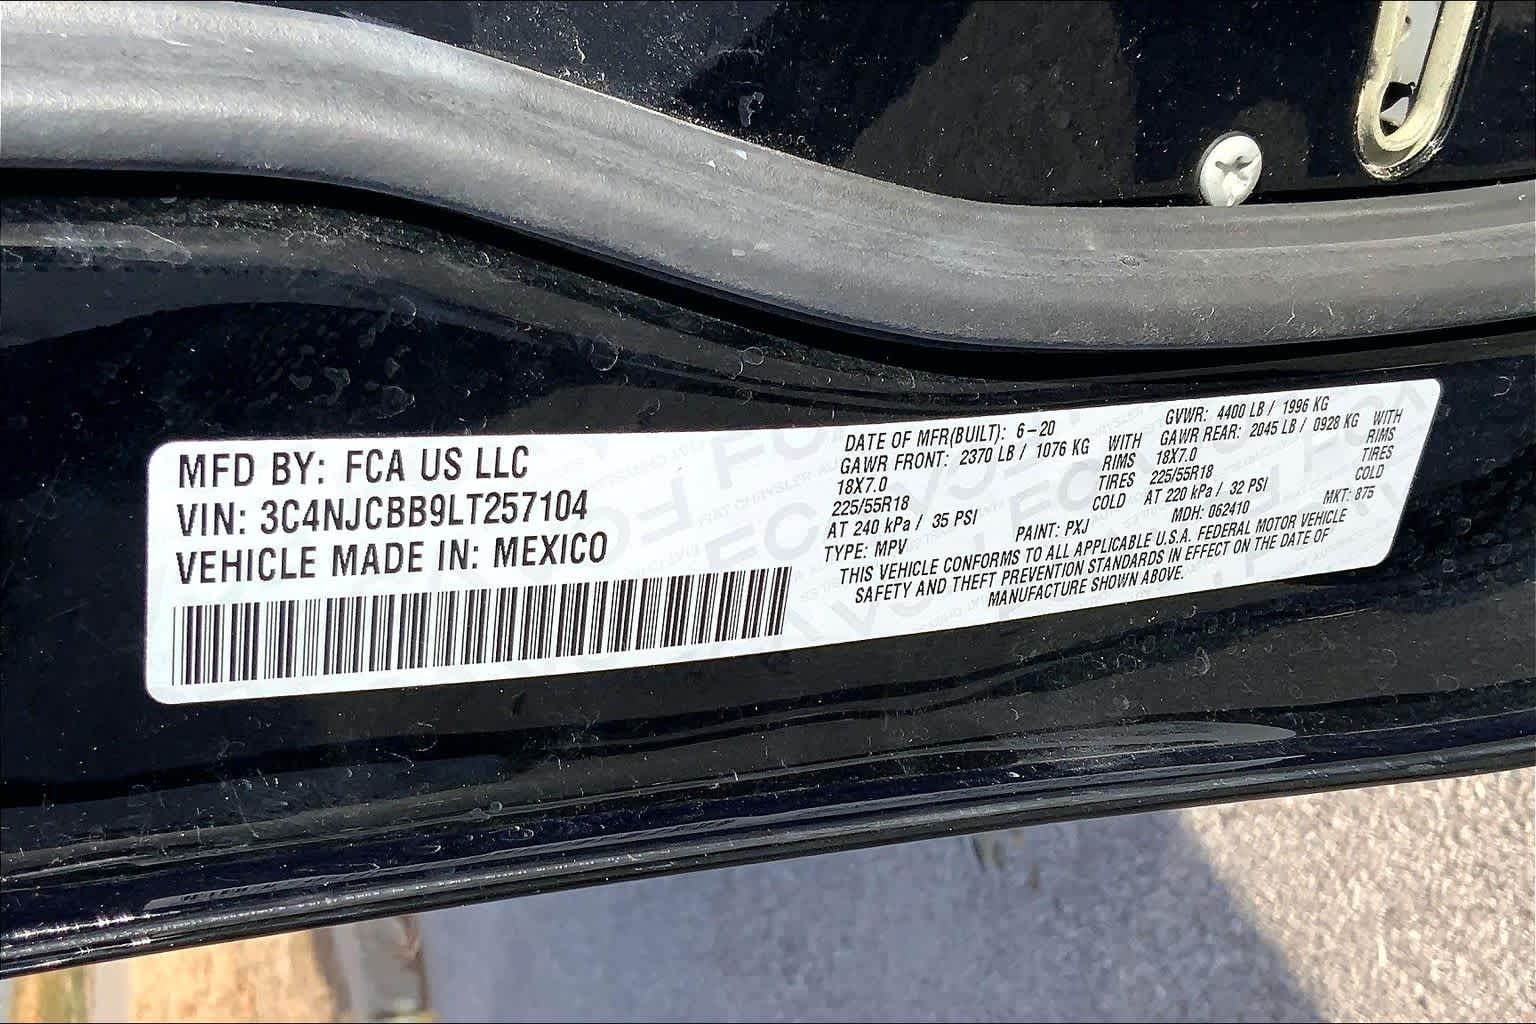 MFD BY: FCA US LLC
VIN: 3C4NJCBB9LT257104
VEHICLE MADE IN: MEXICO
DATE OF MFR(BUILT): 6-20 GVWR: 4400 LB / 1996 KG
GAWR FRONT: 2370 LB / 1076 KG WITH GAWR REAR: 2045 LB / 0928 KG WITH
18X7.0 RIMS 18X7.0 RIMS
225/55R18 TIRES 225/55R18 TIRES
AT 240 kPa / 35 PSI COLD AT 220 kPa / 32 PSI COLD
TYPE: MPV PAINT: PXJ MDH: 062410 MKT: 875
THIS VEHICLE CONFORMS TO ALL APPLICABLE U.S.A. FEDERAL MOTOR VEHICLE
SAFETY AND THEFT PREVENTION STANDARDS IN EFFECT ON THE DATE OF
MANUFACTURE SHOWN ABOVE.